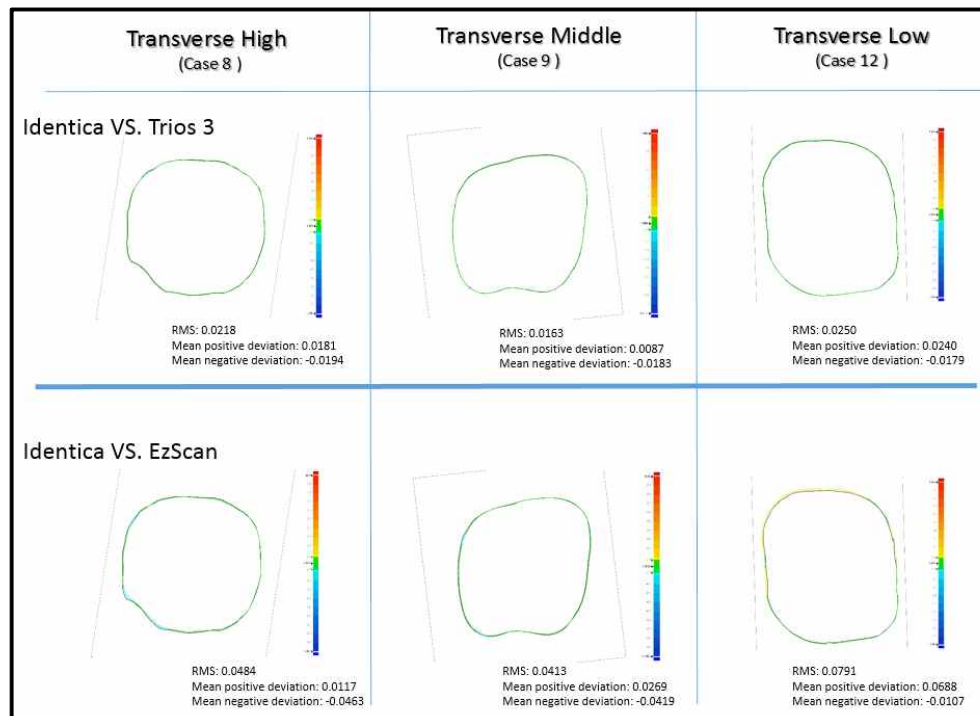 Transverse High
(Case 8 )
Transverse Middle
(Case 9 )
Transverse Low
(Case 12 )
Identica VS. Trios 3
RMS: 0.0218
Mean positive deviation: 0.0181
Mean negative deviation: -0.0194
RMS: 0.0163
Mean positive deviation: 0.0087
Mean negative deviation: -0.0183
RMS: 0.0250
Mean positive deviation: 0.0240
Mean negative deviation: -0.0179
Identica VS. EzScan
RMS: 0.0484
Mean positive deviation: 0.0117
Mean negative deviation: -0.0463
RMS: 0.0413
Mean positive deviation: 0.0269
Mean negative deviation: -0.0419
RMS: 0.0791
Mean positive deviation: 0.0688
Mean negative deviation: -0.0107